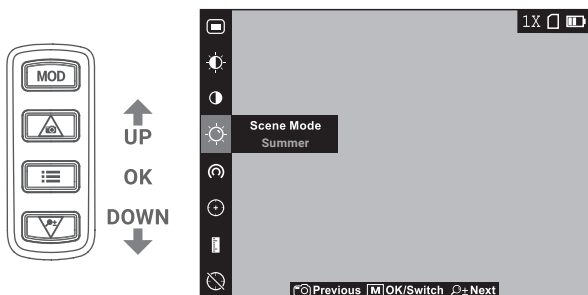 MOD
UP
OK
DOWN
1X
Scene Mode
Summer
Previous M OK/Switch Next